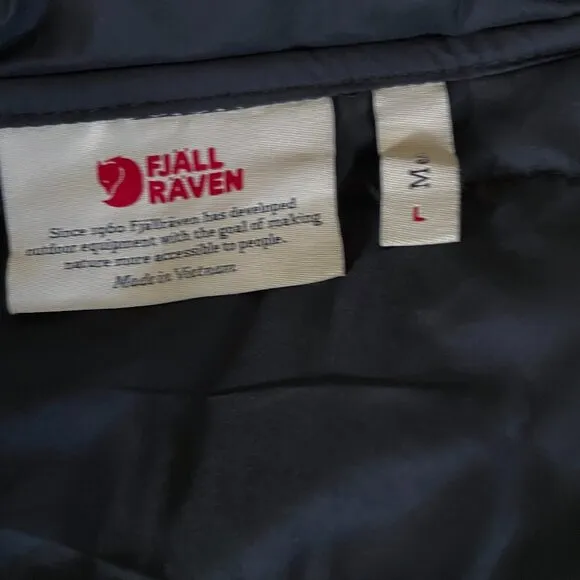 FJÄLL
RÄVEN
Since 1960 Fjällräven has developed
outdoor equipment with the goal of making
nature more accessible to people.
Made in Vietnam
L